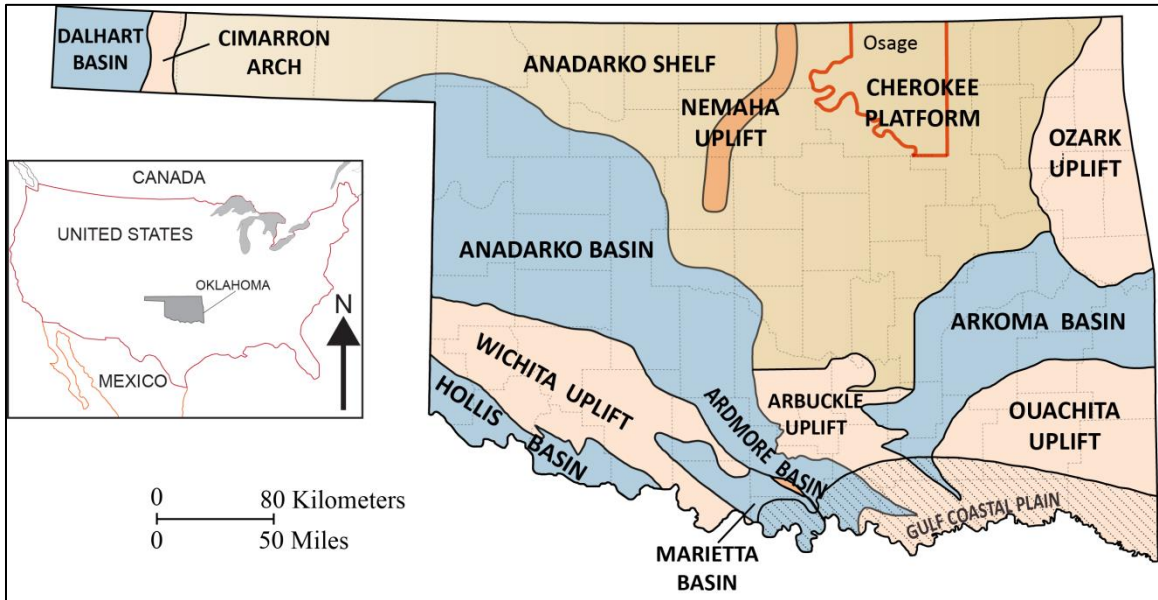 DALHART
BASIN
CIMARRON
ARCH
ANADARKO SHELF
NEMAHA
UPLIFT
Osage
CHEROKEE
PLATFORM
OZARK
UPLIFT
CANADA
UNITED STATES
OKLAHOMA
MEXICO
N
ANADARKO BASIN
ARKOMA BASIN
WICHITA UPLIFT
HOLLIS BASIN
ARDMORE BASIN
ARBUCKLE
UPLIFT
OUACHITA
UPLIFT
GULF COASTAL PLAIN
MARIETTA
BASIN
0 80 Kilometers
0 50 Miles